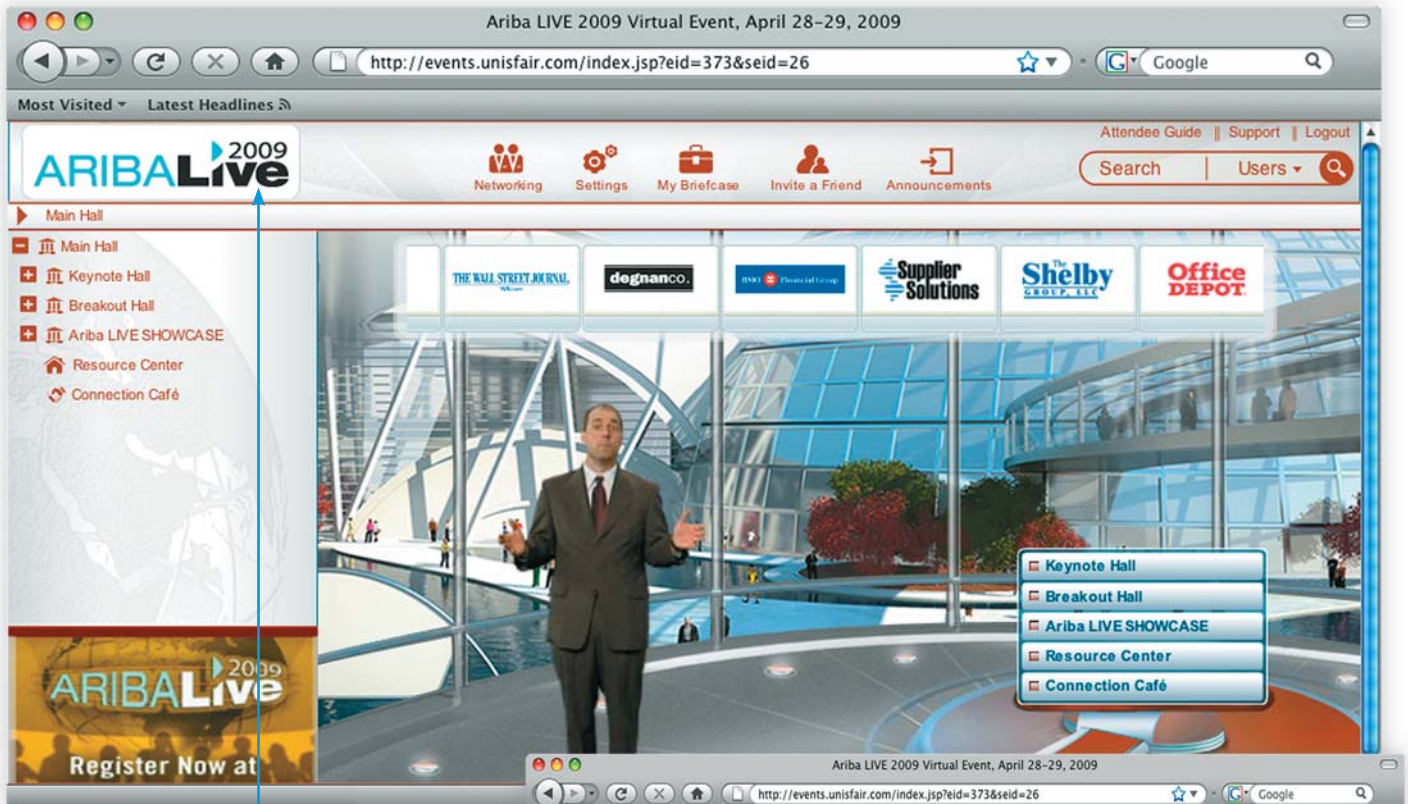 Ariba LIVE 2009 Virtual Event, April 28–29, 2009
http://events.unisfair.com/index.jsp?eid=373&seid=26
Google
Most Visited
Latest Headlines
Attendee Guide || Support || Logout
ARIBALIVE 2009
Networking
Settings
My Briefcase
Invite a Friend
Announcements
Search | Users
Main Hall
Main Hall
Keynote Hall
Breakout Hall
Ariba LIVE SHOWCASE
Resource Center
Connection Café
THE WALL STREET JOURNAL.
degnanco.
BMO Financial Group
Supplier
Solutions
The
Shelby
GROUP, LLC
Office
DEPOT.
Keynote Hall
Breakout Hall
Ariba LIVE SHOWCASE
Resource Center
Connection Café
ARIBALIVE 2009
Register Now at
Ariba LIVE 2009 Virtual Event, April 28–29, 2009
http://events.unisfair.com/index.jsp?eid=373&seid=26
Google